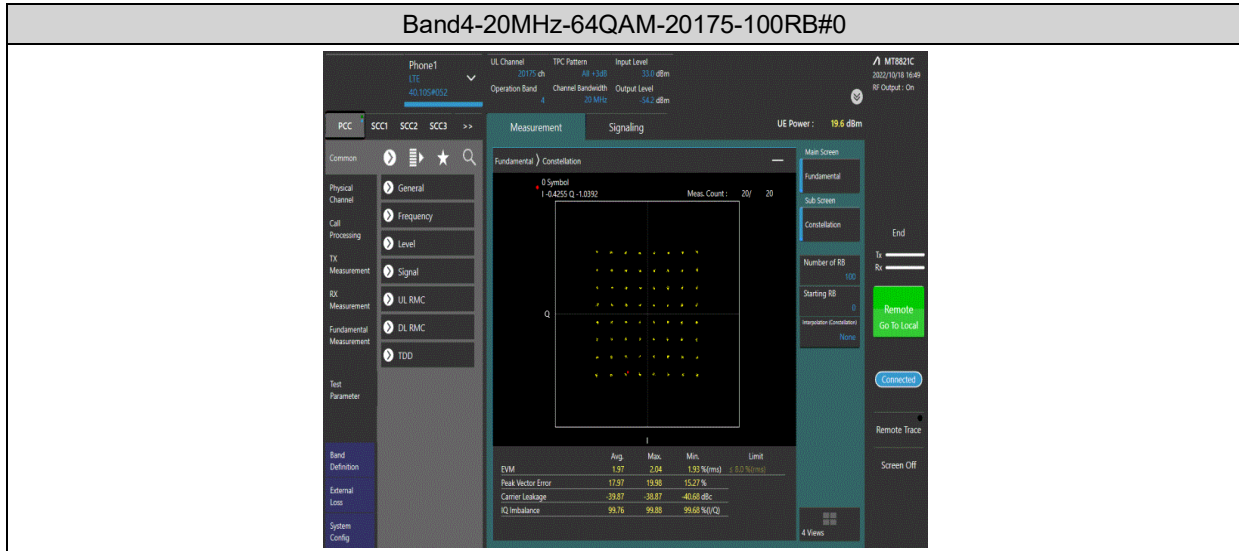 Band4-20MHz-64QAM-20175-100RB#0
Phone1
LTE
40.10S#052
UL Channel TPC Pattern Input Level
20175 ch All +3dB 33.0 dBm
Operation Band Channel Bandwidth Output Level
4 20 MHz -54.2 dBm
MT8821C
2022/10/18 16:49
RF Output : On
PCC SCC1 SCC2 SCC3 >>
Measurement Signaling
UE Power : 19.6 dBm
Common
Physical
Channel
Call
Processing
TX
Measurement
RX
Measurement
Fundamental
Measurement
Test
Parameter
Band
Definition
External
Loss
System
Config
General
Frequency
Level
Signal
UL RMC
DL RMC
TDD
Fundamental ⟩ Constellation
0 Symbol
I -0.4255 Q -1.0392
Meas. Count : 20/ 20
Q
I
Avg. Max. Min. Limit
EVM 1.97 2.04 1.93 %(rms) ≤ 8.0 %(rms)
Peak Vector Error 17.97 19.98 15.27 %
Carrier Leakage -39.87 -38.87 -40.68 dBc
IQ Imbalance 99.76 99.88 99.68 %(I/Q)
Main Screen
Fundamental
Sub Screen
Constellation
Number of RB
100
Starting RB
0
Interpolation (Constellation)
None
4 Views
End
Tx
Rx
Remote
Go To Local
Connected
Remote Trace
Screen Off